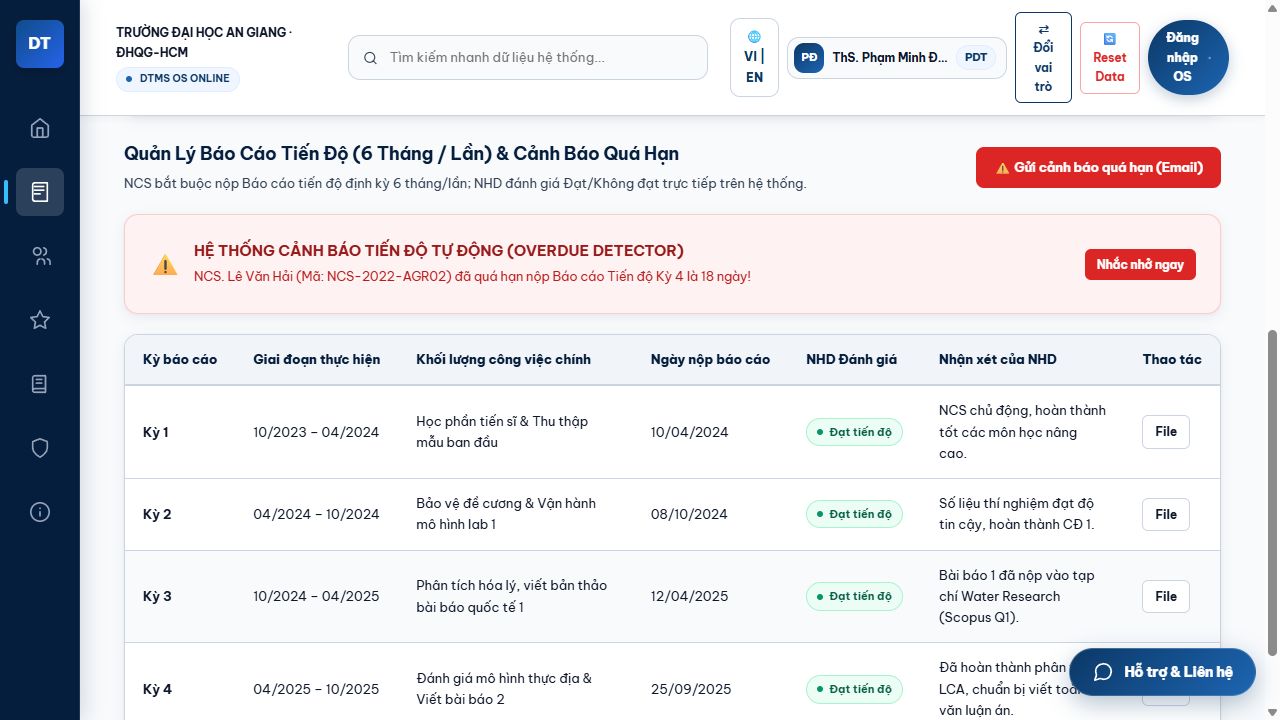 DT
TRƯỜNG ĐẠI HỌC AN GIANG ·
ĐHQG-HCM
DTMS OS ONLINE
Tìm kiếm nhanh dữ liệu hệ thống...
VI |
EN
PĐ
ThS. Phạm Minh Đ...
PDT
Đổi
vai
trò
Reset
Data
Đăng
nhập
OS
Quản Lý Báo Cáo Tiến Độ (6 Tháng / Lần) & Cảnh Báo Quá Hạn
NCS bắt buộc nộp Báo cáo tiến độ định kỳ 6 tháng/lần; NHD đánh giá Đạt/Không đạt trực tiếp trên hệ thống.
Gửi cảnh báo quá hạn (Email)
HỆ THỐNG CẢNH BÁO TIẾN ĐỘ TỰ ĐỘNG (OVERDUE DETECTOR)
NCS. Lê Văn Hải (Mã: NCS-2022-AGR02) đã quá hạn nộp Báo cáo Tiến độ Kỳ 4 là 18 ngày!
Nhắc nhở ngay
Kỳ báo cáo
Giai đoạn thực hiện
Khối lượng công việc chính
Ngày nộp báo cáo
NHD Đánh giá
Nhận xét của NHD
Thao tác
Kỳ 1
10/2023 – 04/2024
Học phần tiến sĩ & Thu thập
mẫu ban đầu
10/04/2024
Đạt tiến độ
NCS chủ động, hoàn thành
tốt các môn học nâng
cao.
File
Kỳ 2
04/2024 – 10/2024
Bảo vệ đề cương & Vận hành
mô hình lab 1
08/10/2024
Đạt tiến độ
Số liệu thí nghiệm đạt độ
tin cậy, hoàn thành CĐ 1.
File
Kỳ 3
10/2024 – 04/2025
Phân tích hóa lý, viết bản thảo
bài báo quốc tế 1
12/04/2025
Đạt tiến độ
Bài báo 1 đã nộp vào tạp
chí Water Research
(Scopus Q1).
File
Kỳ 4
04/2025 – 10/2025
Đánh giá mô hình thực địa &
Viết bài báo 2
25/09/2025
Đạt tiến độ
Đã hoàn thành phân
LCA, chuẩn bị viết
văn luận án.
Hỗ trợ & Liên hệ